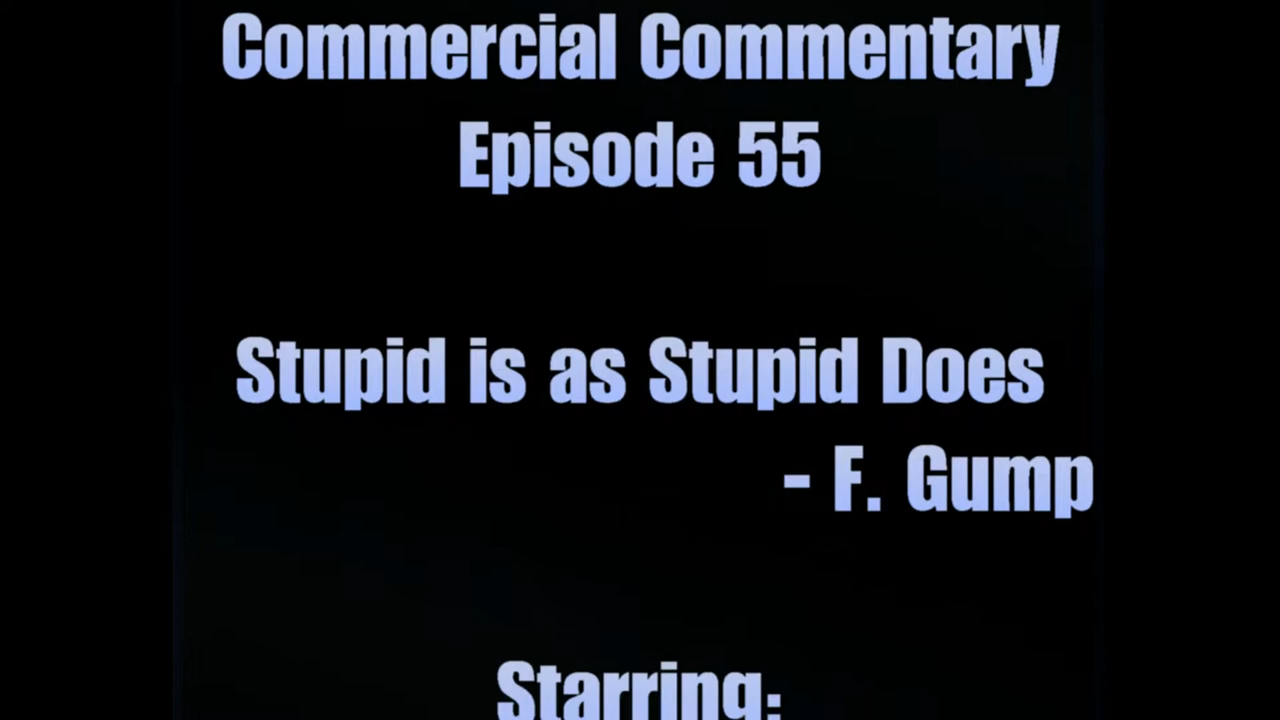 Commercial Commentary
Episode 55
Stupid is as Stupid Does
- F. Gump
Starring: